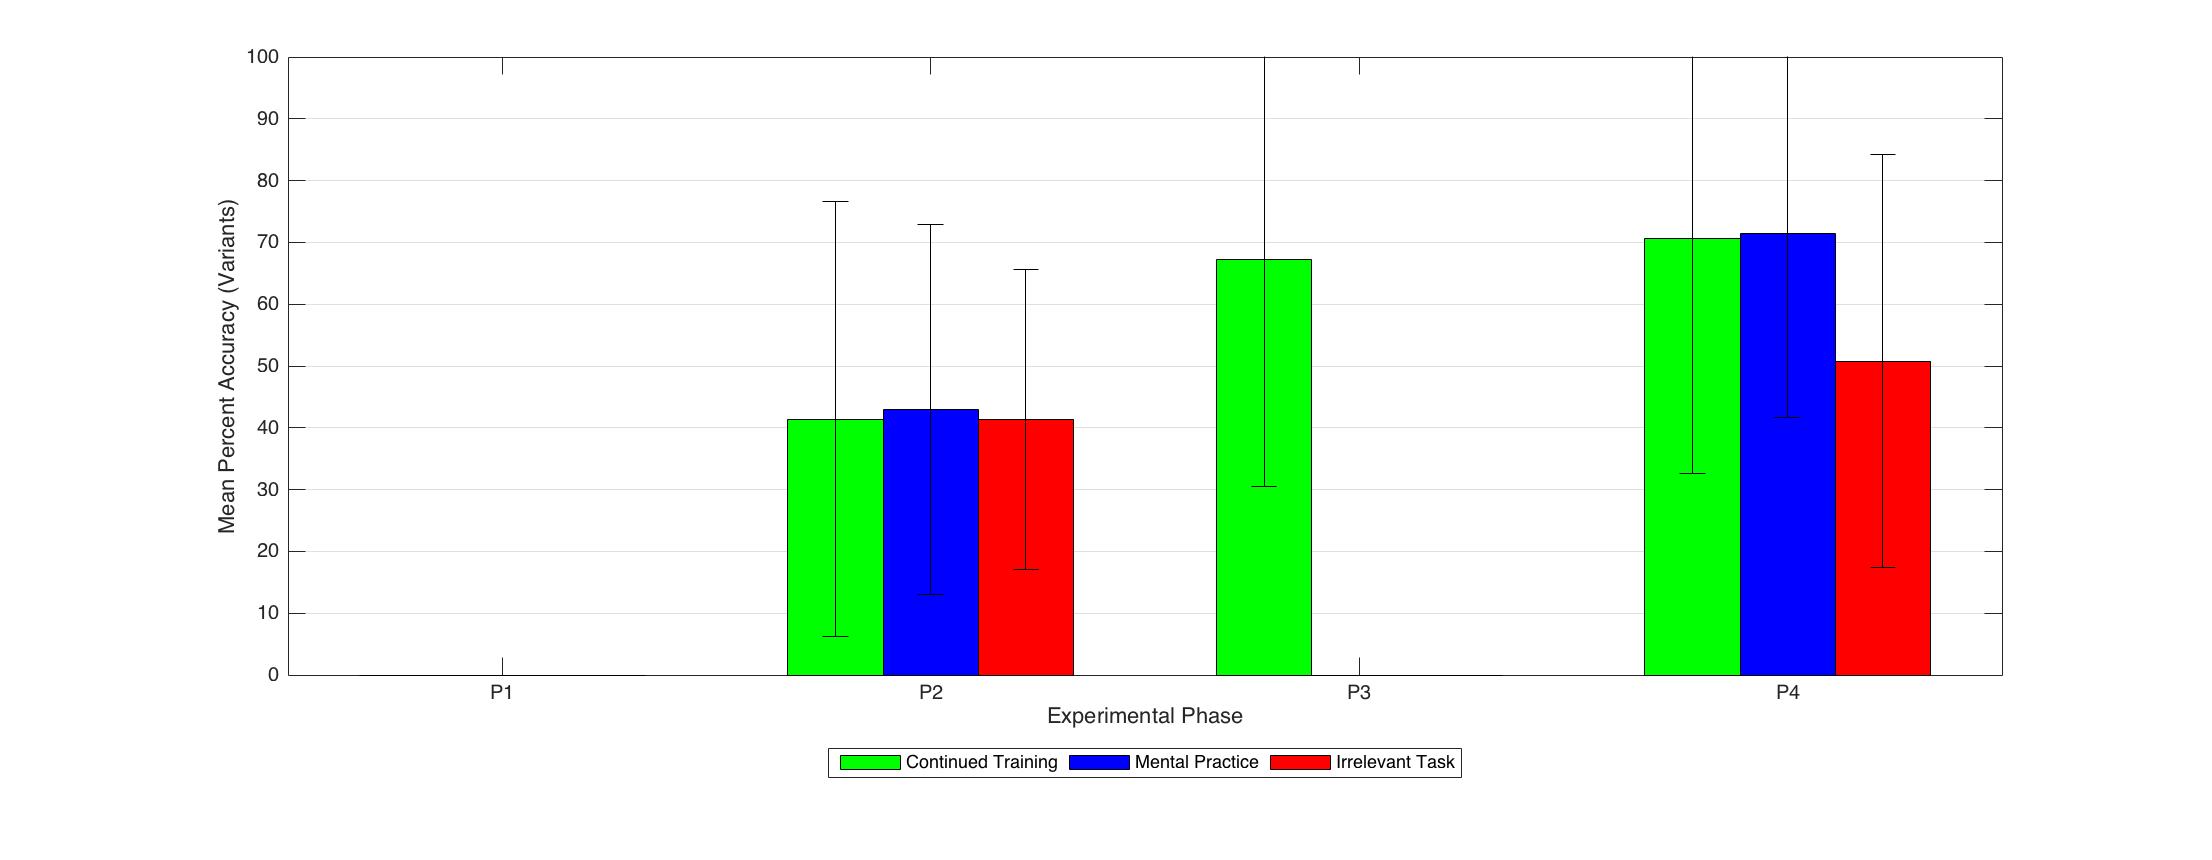 100
90
80
70
60
50
40
30
20
10
0
Mean Percent Accuracy (Variants)
P1 P2 P3 P4
Experimental Phase
Continued Training Mental Practice Irrelevant Task